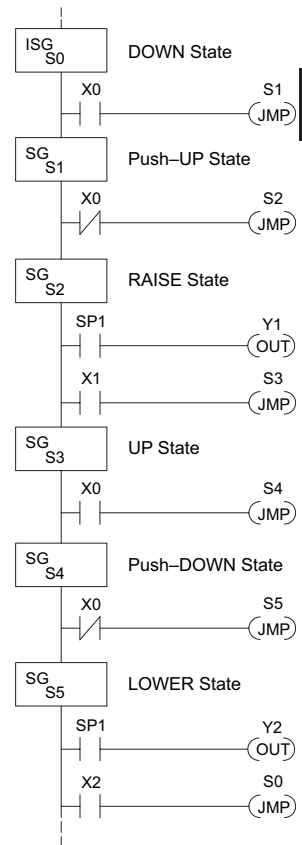 ISG
S0
DOWN State
X0
S1
JMP
SG
S1
Push–UP State
X0
S2
JMP
SG
S2
RAISE State
SP1
Y1
OUT
X1
S3
JMP
SG
S3
UP State
X0
S4
JMP
SG
S4
Push–DOWN State
X0
S5
JMP
SG
S5
LOWER State
SP1
Y2
OUT
X2
S0
JMP